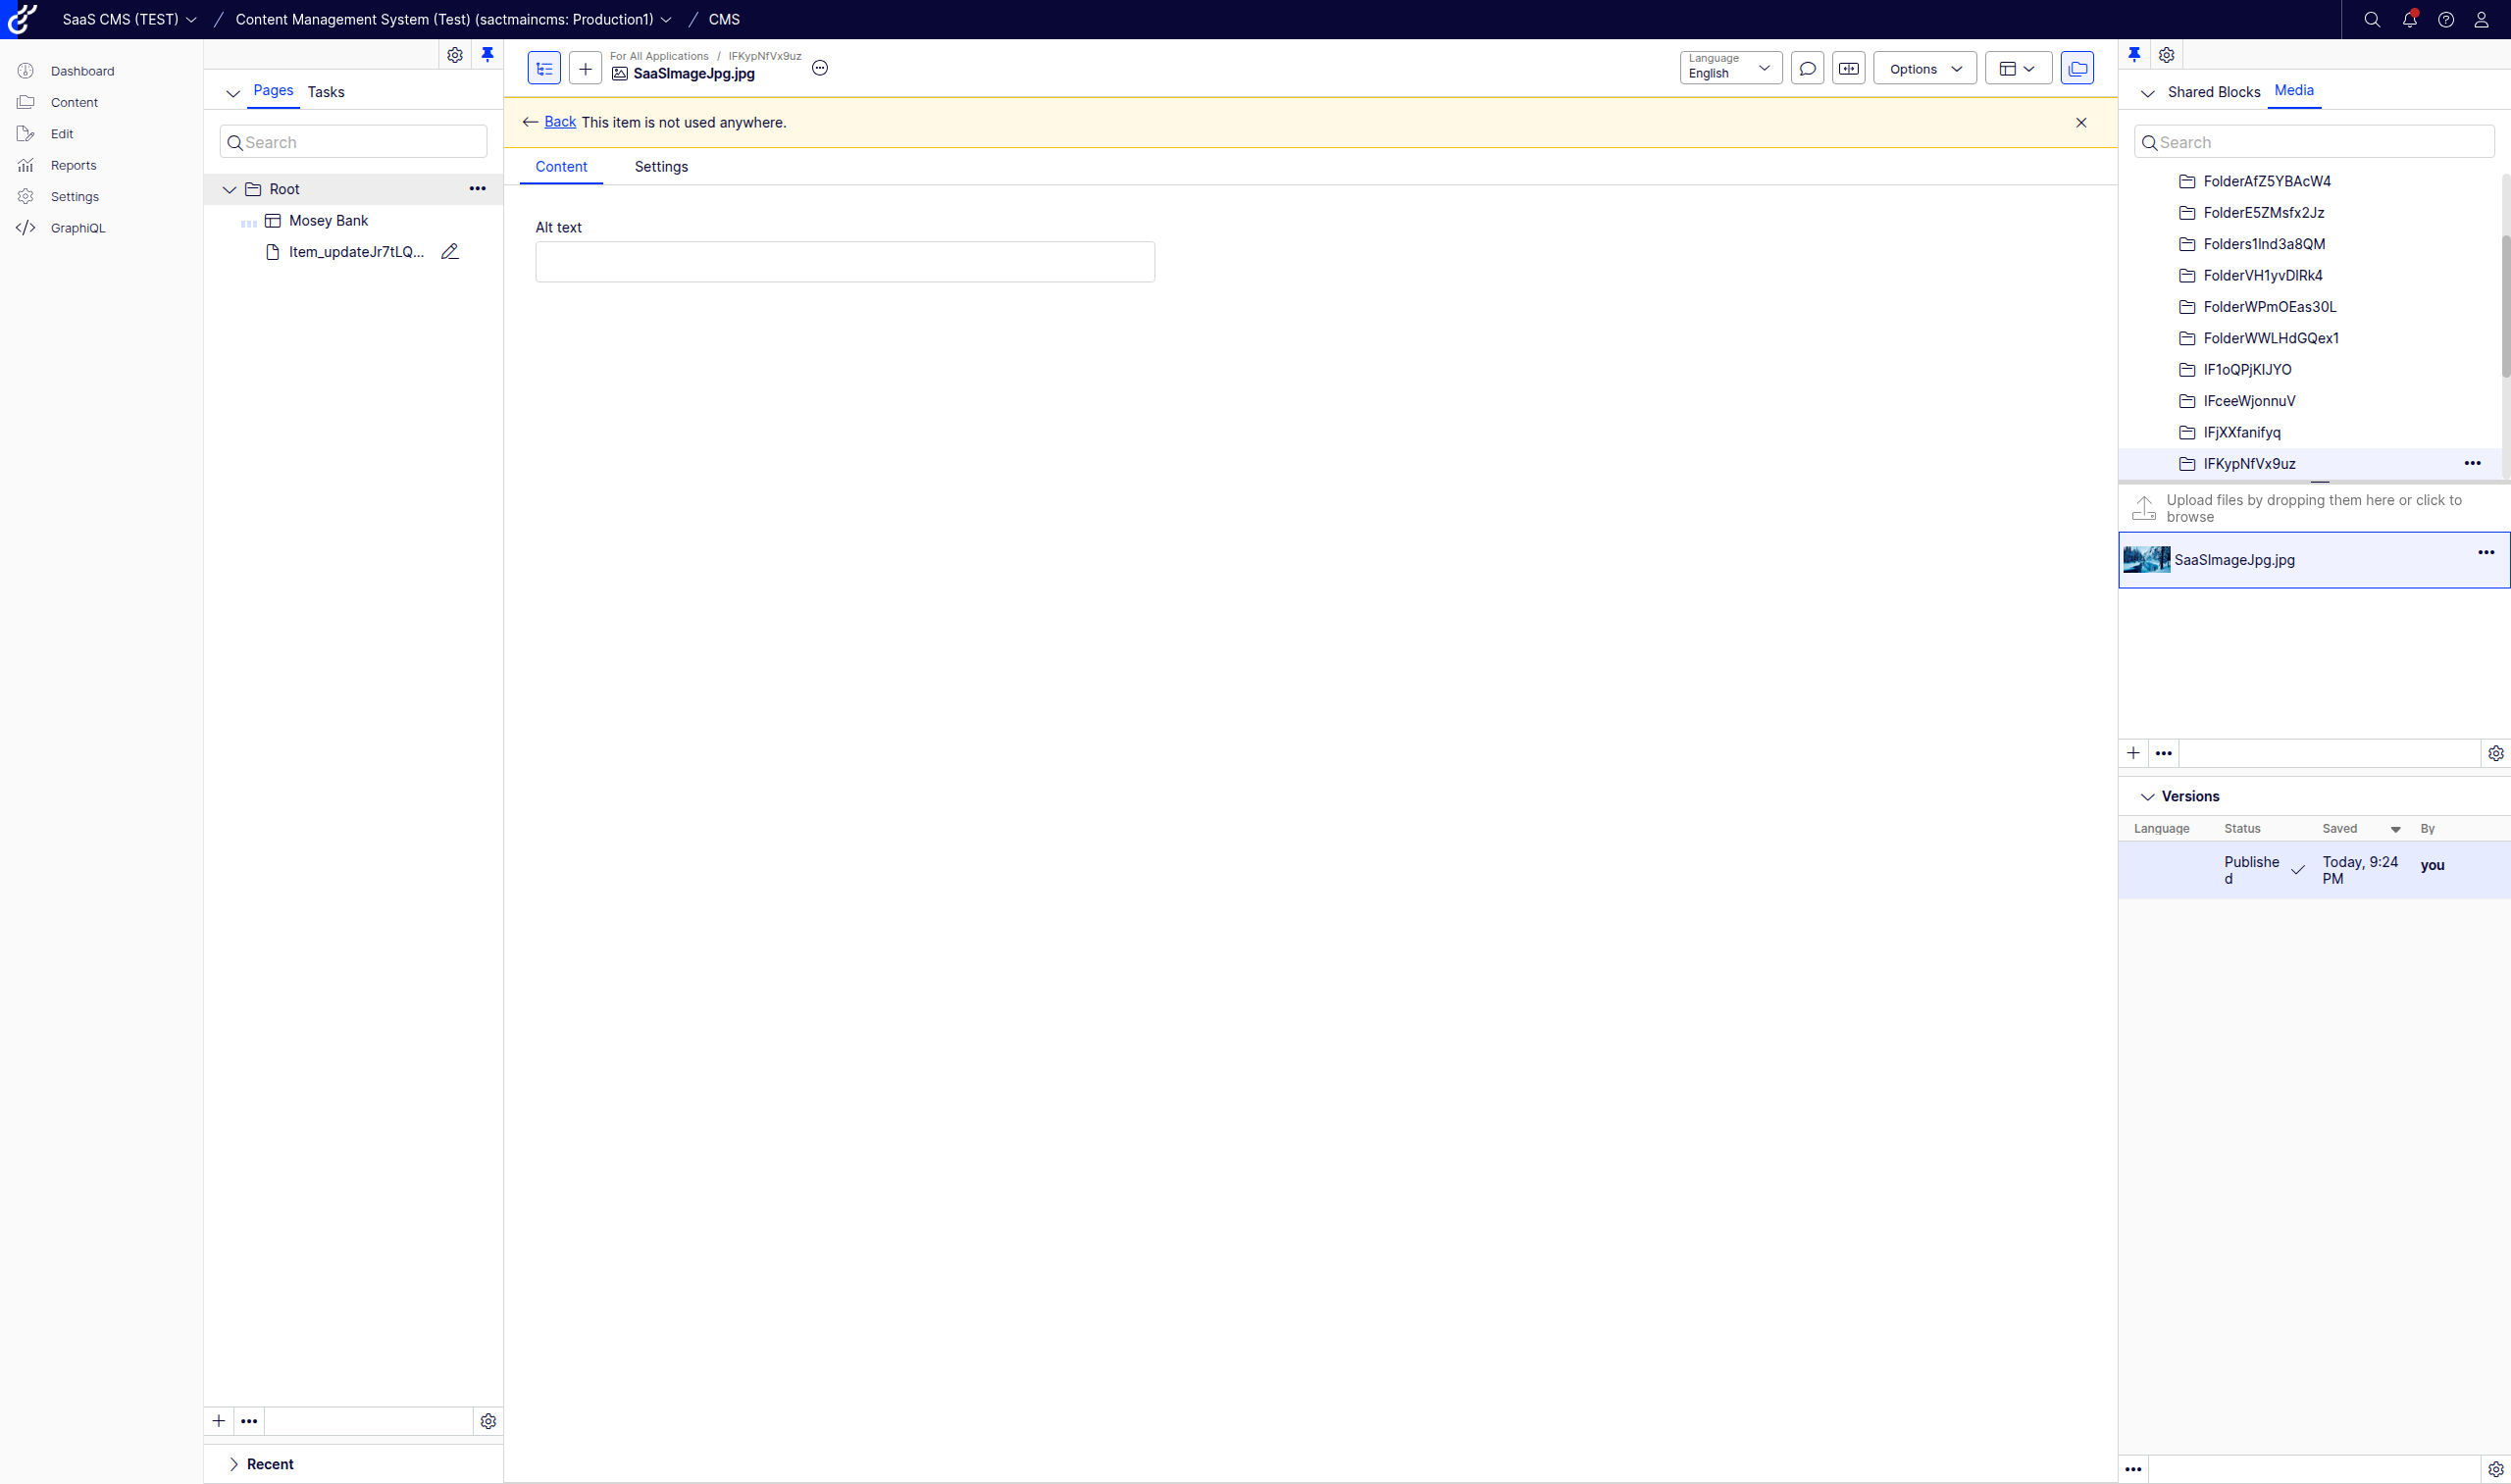 SaaS CMS (TEST) / Content Management System (Test) (sactmaincms: Production1) / CMS
Dashboard
Content
Edit
Reports
Settings
GraphiQL
Pages Tasks
Search
Root
Mosey Bank
Item_updateJr7tLQ...
Recent
For All Applications / IFKypNfVx9uz
SaaSImageJpg.jpg
Language
English
Options
Back This item is not used anywhere.
Content Settings
Alt text
Shared Blocks Media
Search
FolderAfZ5YBAcW4
FolderE5ZMsfx2Jz
Folders1Ind3a8QM
FolderVH1yvDIRk4
FolderWPmOEas30L
FolderWWLHdGQex1
IF1oQPjKIJYO
IFceeWjonnuV
IFjXXfanifyq
IFKypNfVx9uz
Upload files by dropping them here or click to
browse
SaaSImageJpg.jpg
Versions
Language Status Saved By
Publishe Today, 9:24 you
d PM